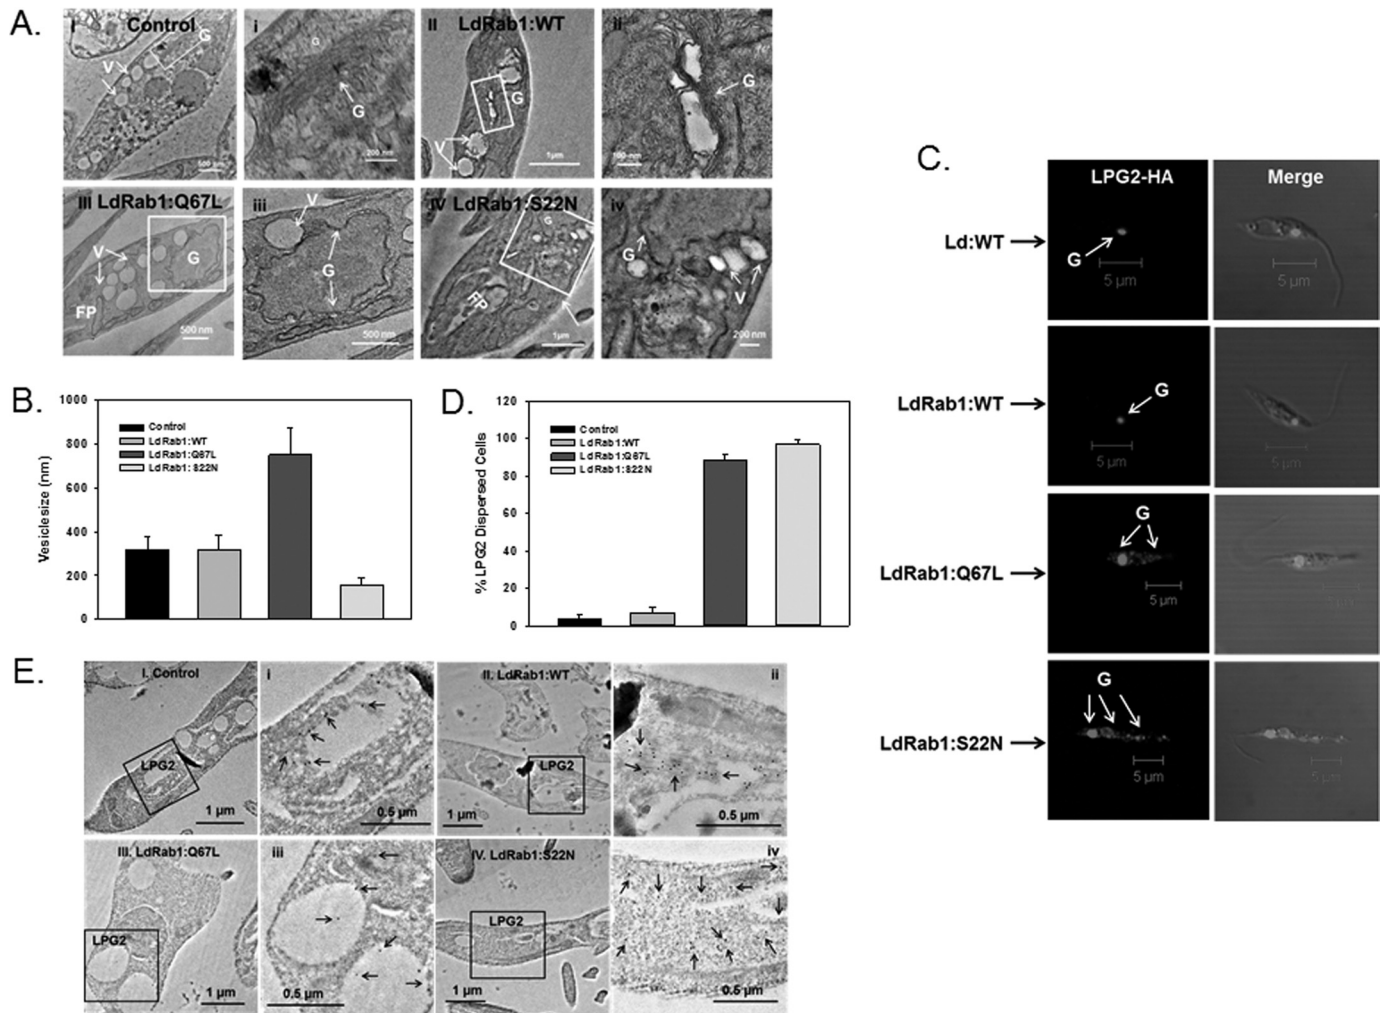 A.
I
Control
G
V
500 nm
i
G
G
200 nm
II LdRab1:WT
G
V
1µm
ii
G
100 nm
III LdRab1:Q67L
V
G
FP
500 nm
iii
V
G
500 nm
IV LdRab1:S22N
G
FP
1µm
iv
G
V
200 nm
B.
Vesiclesize (nm)
1000
800
600
400
200
0
Control
LdRab1:WT
LdRab1:Q67L
LdRab1:S22N
D.
% LPG2 Dispersed Cells
120
100
80
60
40
20
0
Control
LdRab1:WT
LdRab1:Q67L
LdRab1:S22N
C.
LPG2-HA
Merge
Ld:WT
G
5 µm
5 µm
LdRab1:WT
G
5 µm
5 µm
LdRab1:Q67L
G
5 µm
5 µm
LdRab1:S22N
G
5 µm
5 µm
E.
I. Control
LPG2
1 µm
i
0.5 µm
II. LdRab1:WT
LPG2
1 µm
ii
0.5 µm
III. LdRab1:Q67L
LPG2
1 µm
iii
0.5 µm
IV. LdRab1:S22N
LPG2
1 µm
iv
0.5 µm